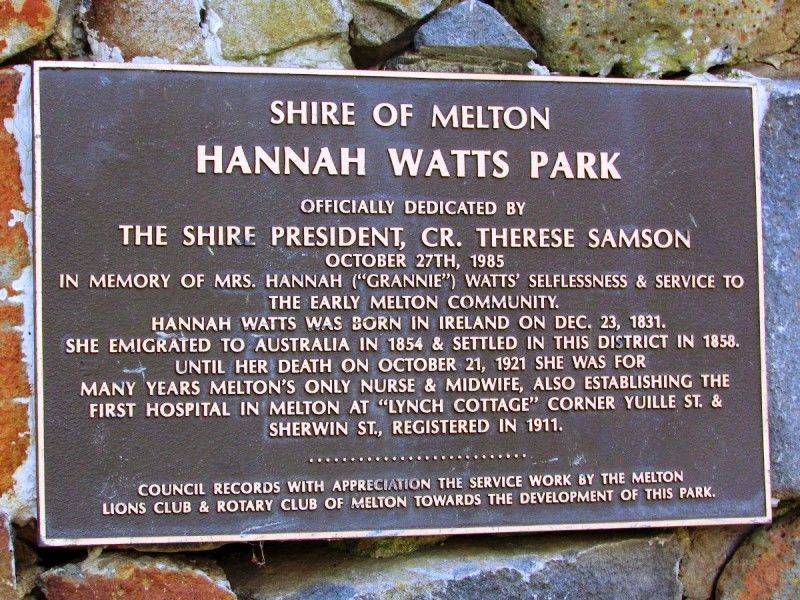 SHIRE OF MELTON
HANNAH WATTS PARK
OFFICIALLY DEDICATED BY
THE SHIRE PRESIDENT, CR. THERESE SAMSON
OCTOBER 27TH, 1985
IN MEMORY OF MRS. HANNAH ("GRANNIE") WATTS' SELFLESSNESS & SERVICE TO
THE EARLY MELTON COMMUNITY.
HANNAH WATTS WAS BORN IN IRELAND ON DEC. 23, 1831.
SHE EMIGRATED TO AUSTRALIA IN 1854 & SETTLED IN THIS DISTRICT IN 1858.
UNTIL HER DEATH ON OCTOBER 21, 1921 SHE WAS FOR
MANY YEARS MELTON'S ONLY NURSE & MIDWIFE, ALSO ESTABLISHING THE
FIRST HOSPITAL IN MELTON AT "LYNCH COTTAGE" CORNER YUILLE ST. &
SHERWIN ST., REGISTERED IN 1911.
...........................
COUNCIL RECORDS WITH APPRECIATION THE SERVICE WORK BY THE MELTON
LIONS CLUB & ROTARY CLUB OF MELTON TOWARDS THE DEVELOPMENT OF THIS PARK.